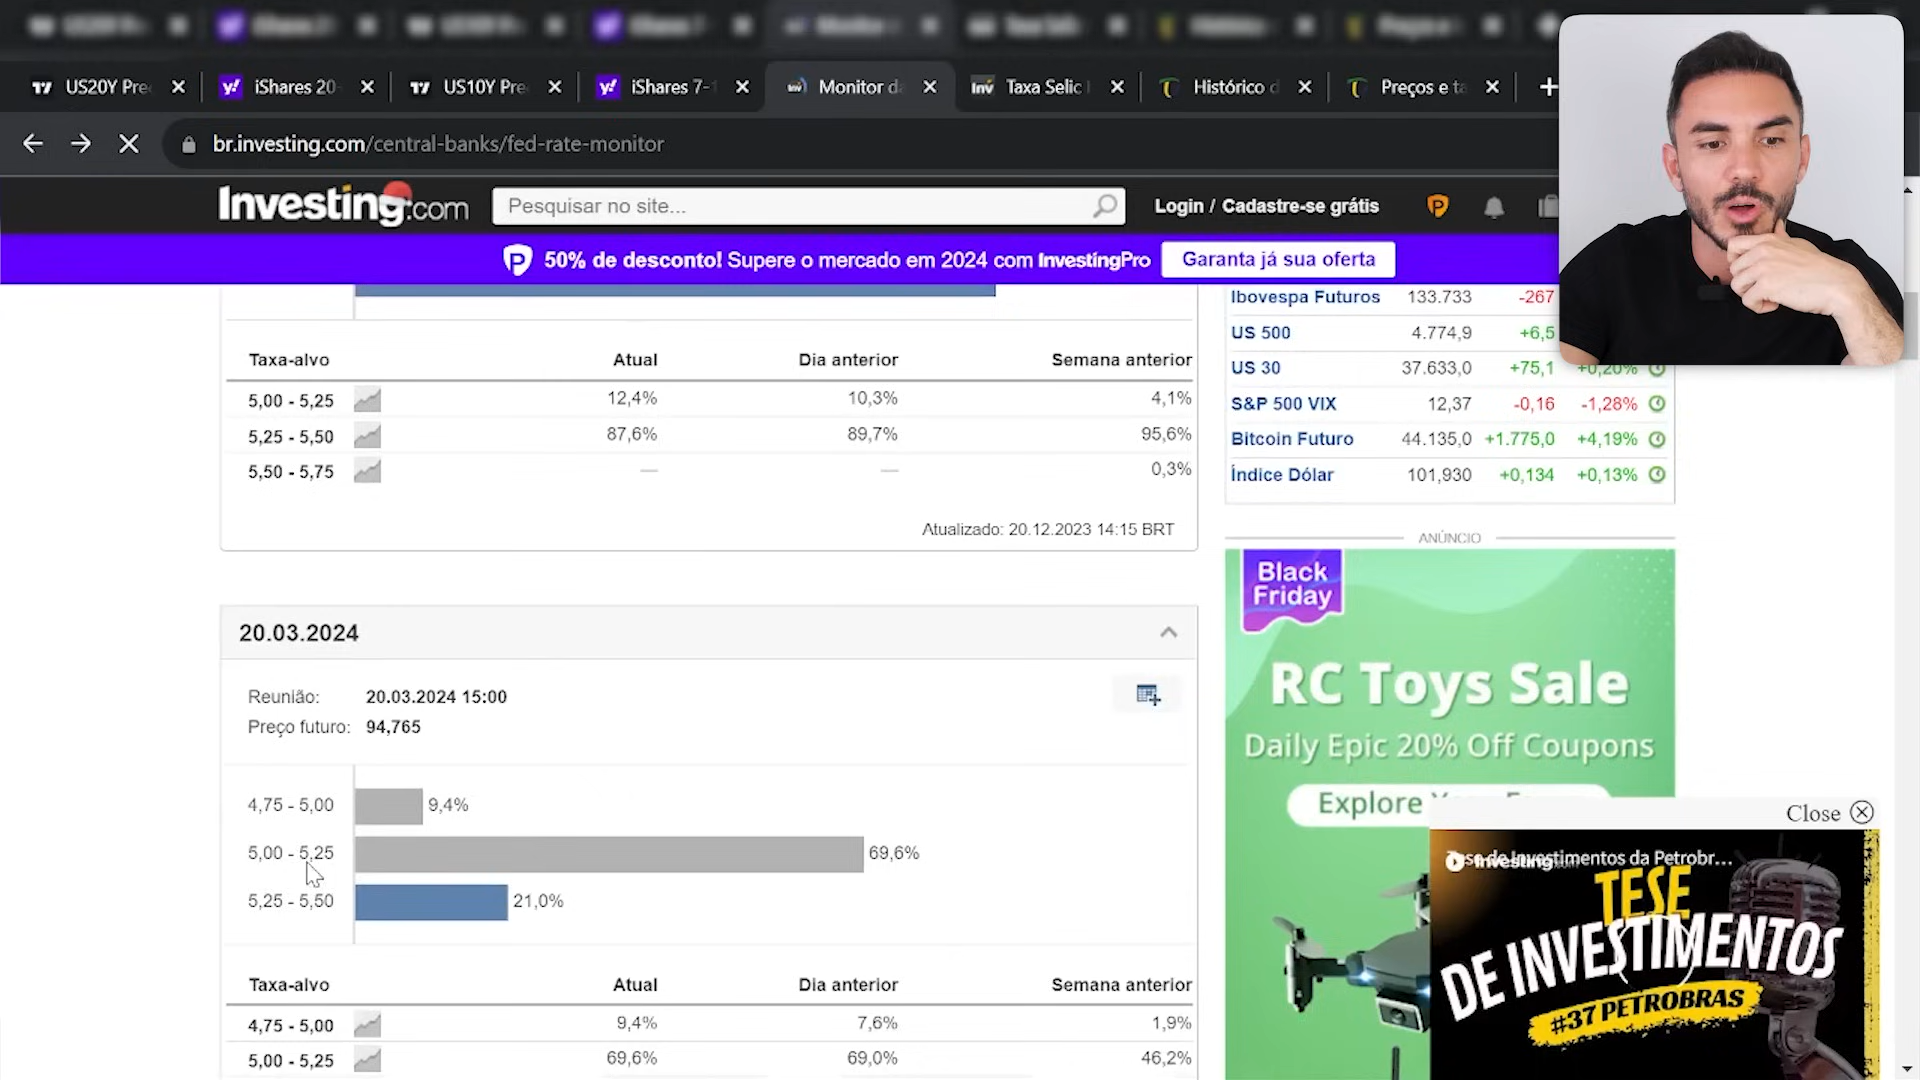 US20Y Pre
iShares 20-
US10Y Pre
iShares 7-1
Monitor da
Taxa Selic
Histórico d
Preços e ta
br.investing.com/central-banks/fed-rate-monitor
Investing.com
Pesquisar no site...
Login / Cadastre-se grátis
50% de desconto! Supere o mercado em 2024 com InvestingPro
Garanta já sua oferta
Taxa-alvo Atual Dia anterior Semana anterior
5,00 - 5,25 12,4% 10,3% 4,1%
5,25 - 5,50 87,6% 89,7% 95,6%
5,50 - 5,75 — — 0,3%
Atualizado: 20.12.2023 14:15 BRT
20.03.2024
Reunião: 20.03.2024 15:00
Preço futuro: 94,765
4,75 - 5,00 9,4%
5,00 - 5,25 69,6%
5,25 - 5,50 21,0%
Taxa-alvo Atual Dia anterior Semana anterior
4,75 - 5,00 9,4% 7,6% 1,9%
5,00 - 5,25 69,6% 69,0% 46,2%
Ibovespa Futuros 133.733 -267
US 500 4.774,9 +6,5
US 30 37.633,0 +75,1 +0,20%
S&P 500 VIX 12,37 -0,16 -1,28%
Bitcoin Futuro 44.135,0 +1.775,0 +4,19%
Índice Dólar 101,930 +0,134 +0,13%
ANÚNCIO
Black
Friday
RC Toys Sale
Daily Epic 20% Off Coupons
Explore
Close
Tese de Investimentos da Petrobr...
Investing
TESE
DE INVESTIMENTOS
#37 PETROBRAS